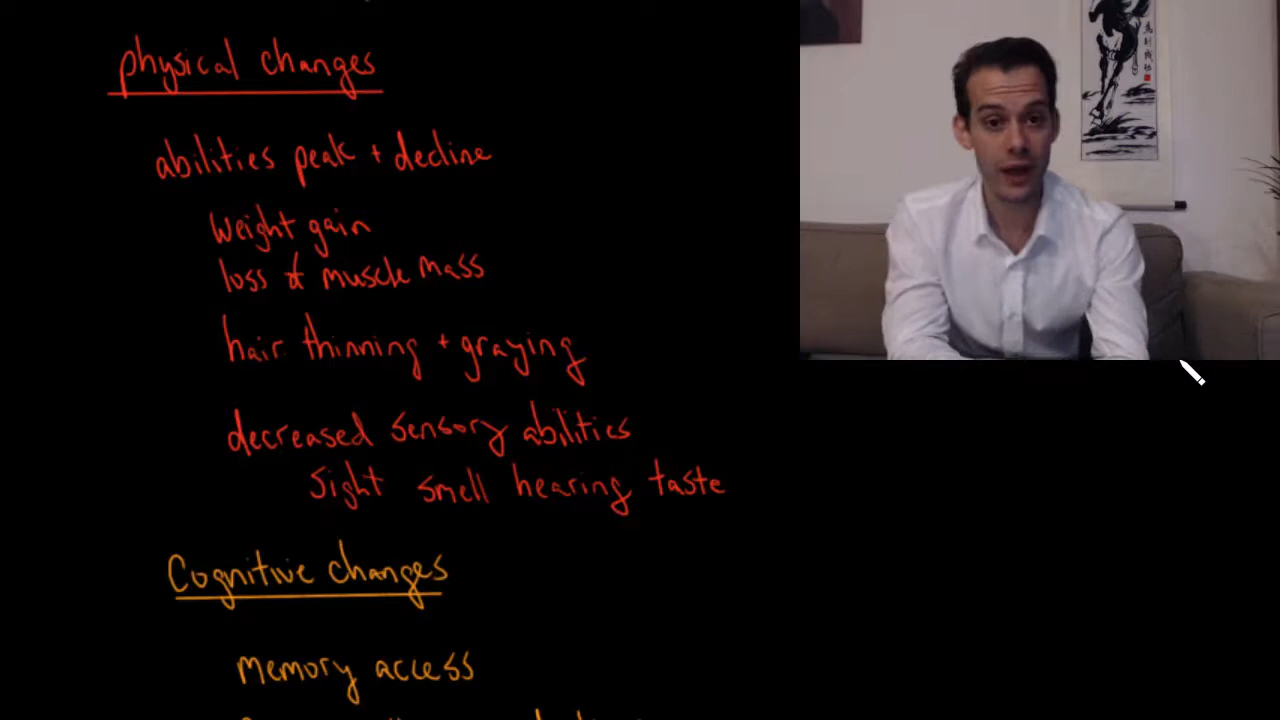 physical changes
abilities peak + decline
Weight gain
loss of muscle mass
hair thinning + graying
decreased sensory abilities
sight smell hearing taste
Cognitive changes
Memory access